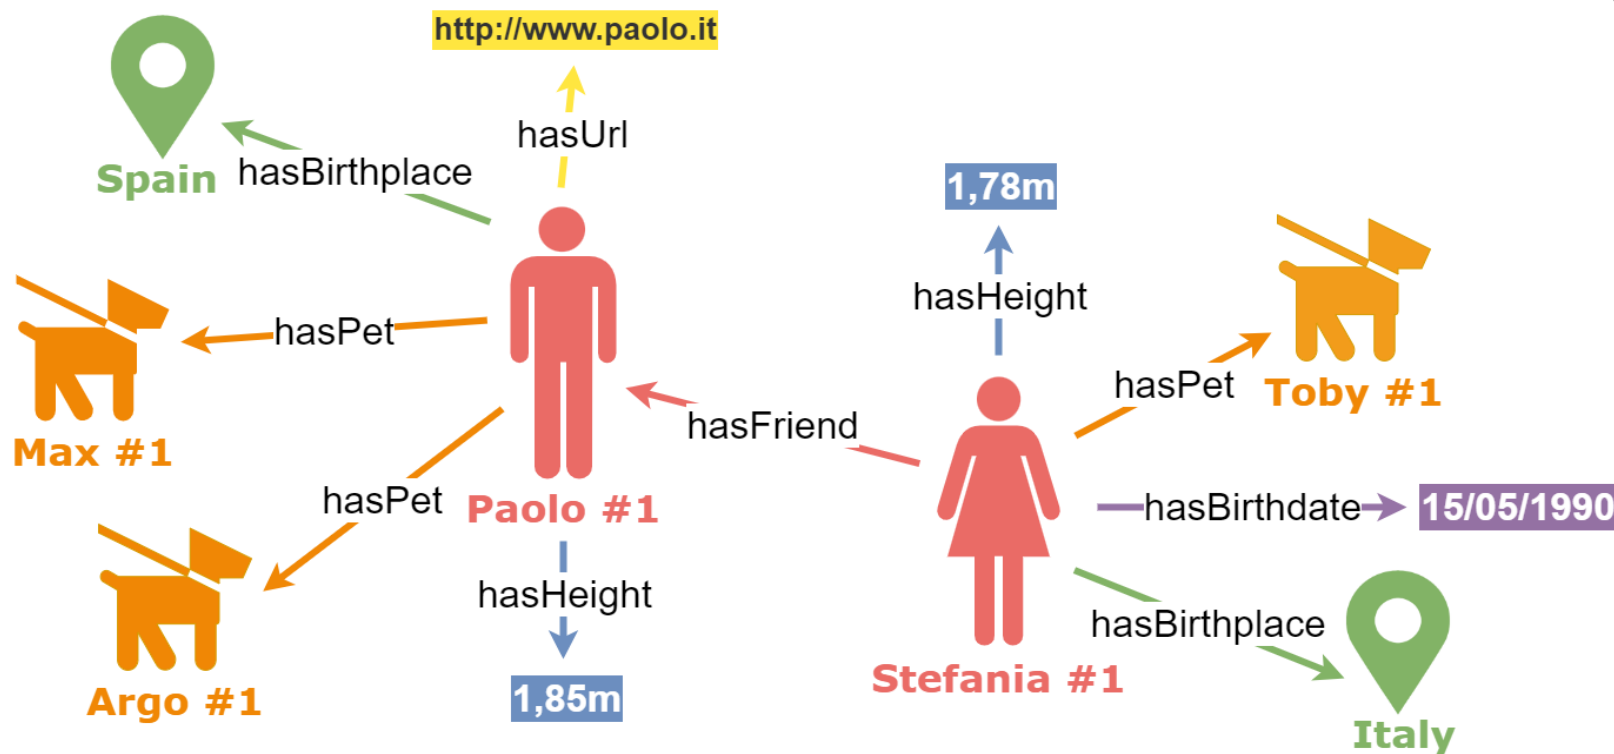 http://www.paolo.it
hasUrl
Spain
hasBirthplace
1,78m
hasHeight
hasPet
Max #1
hasPet
Toby #1
hasFriend
hasPet
Paolo #1
hasBirthdate
15/05/1990
hasHeight
hasBirthplace
Stefania #1
Argo #1
1,85m
Italy